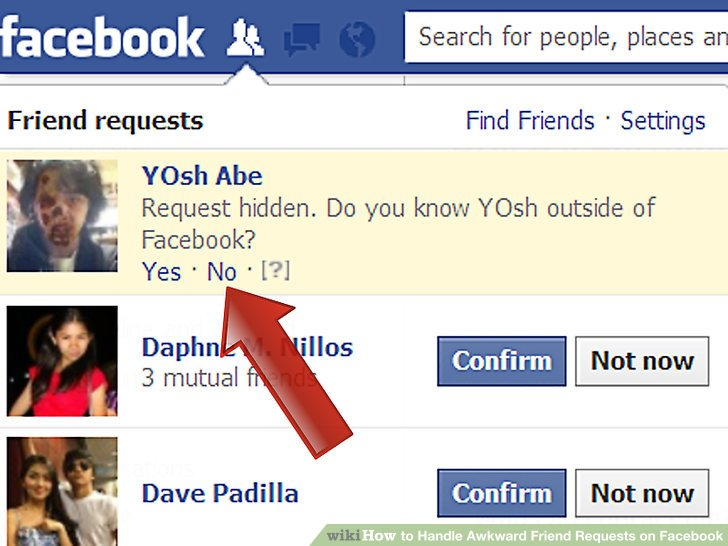 facebook
Search for people, places an
Friend requests
Find Friends · Settings
YOsh Abe
Request hidden. Do you know YOsh outside of
Facebook?
Yes · No · [?]
Daphne M. Nillos
3 mutual friends
Confirm
Not now
Dave Padilla
Confirm
Not now
wikiHow to Handle Awkward Friend Requests on Facebook